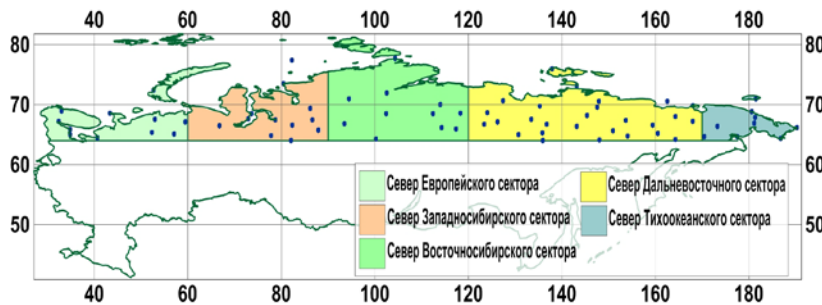 40 60 80 100 120 140 160 180
80 80
70 70
60 60
50 50
Север Европейского сектора
Север Дальневосточного сектора
Север Западносибирского сектора
Север Тихоокеанского сектора
Север Восточносибирского сектора
40 60 80 100 120 140 160 180